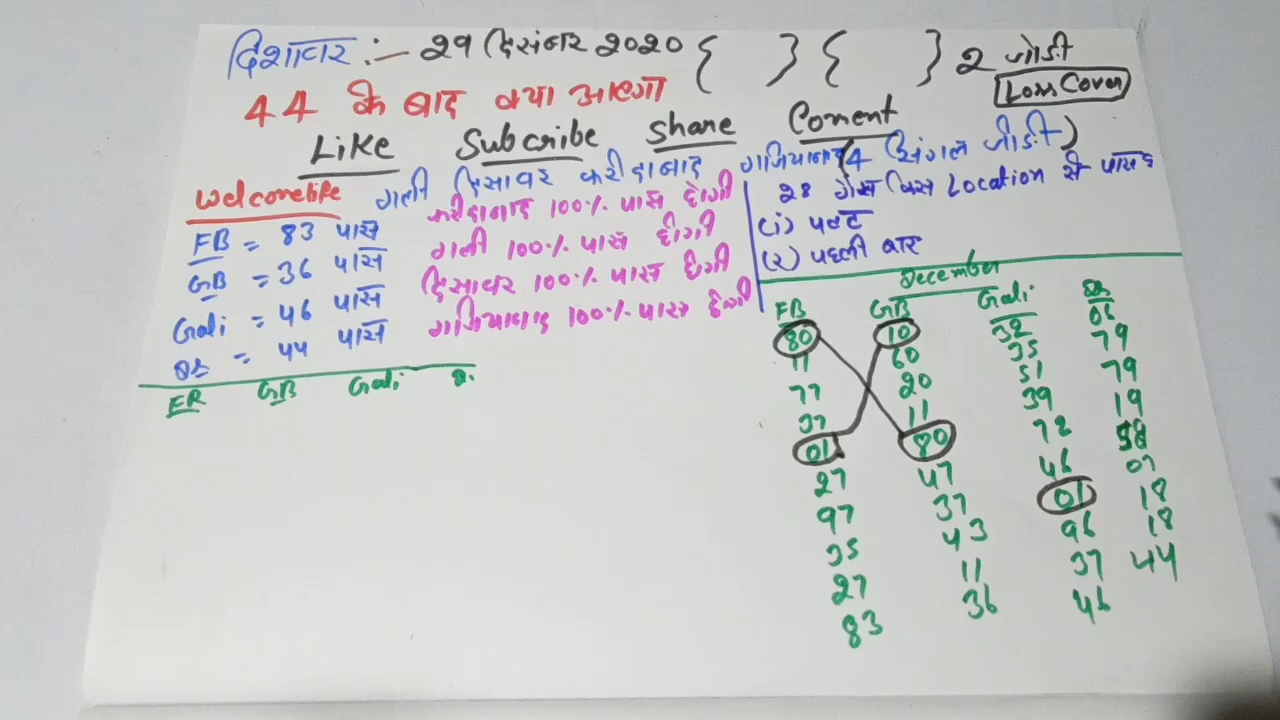 दिशावार :- 29 दिसंबर 2020 { } { } 2 जोडी
44 के बाद क्या आएगा
Loss Cover
Like Subcribe Share Coment
Welcomelife गली दिसावर फरीदाबाद गाजियाबाद (4 सिंगल जोडी)
FB = 83 पास
GB = 36 पास
Gali = 46 पास
DS = 44 पास
फरीदाबाद 100% पास होगी
गली 100% पास होगी
दिसावर 100% पास होगी
गाजियाबाद 100% पास होगी
28 गेस किस Location से पास है
(i) पलट
(2) पहली बार
FB GB Gali D.
December
FB GB Gali DS
80 10 32 06
11 60 35 79
77 20 51 79
37 11 39 19
01 80 72
27 47 46 07
97 37 01 18
35 43 96 18
27 11 37 44
83 36 46